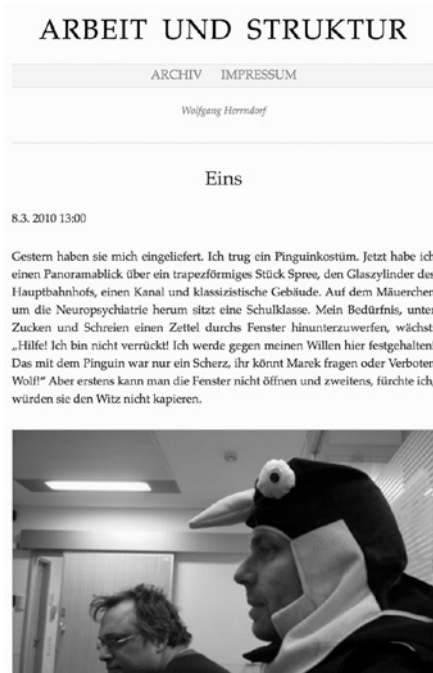 ARBEIT UND STRUKTUR
ARCHIV IMPRESSUM
Wolfgang Herrndorf
Eins
8.3. 2010 13:00
Gestern haben sie mich eingeliefert. Ich trug ein Pinguinkostüm. Jetzt habe ich
einen Panoramablick über ein trapezförmiges Stück Spree, den Glaszylinder des
Hauptbahnhofs, einen Kanal und klassizistische Gebäude. Auf dem Mäuerchen
um die Neuropsychiatrie herum sitzt eine Schulklasse. Mein Bedürfnis, unter
Zucken und Schreien einen Zettel durchs Fenster hinunterzuwerfen, wächst:
„Hilfe! Ich bin nicht verrückt! Ich werde gegen meinen Willen hier festgehalten!
Das mit dem Pinguin war nur ein Scherz, ihr könnt Marek fragen oder Verboten
Wolf!“ Aber erstens kann man die Fenster nicht öffnen und zweitens, fürchte ich,
würden sie den Witz nicht kapieren.